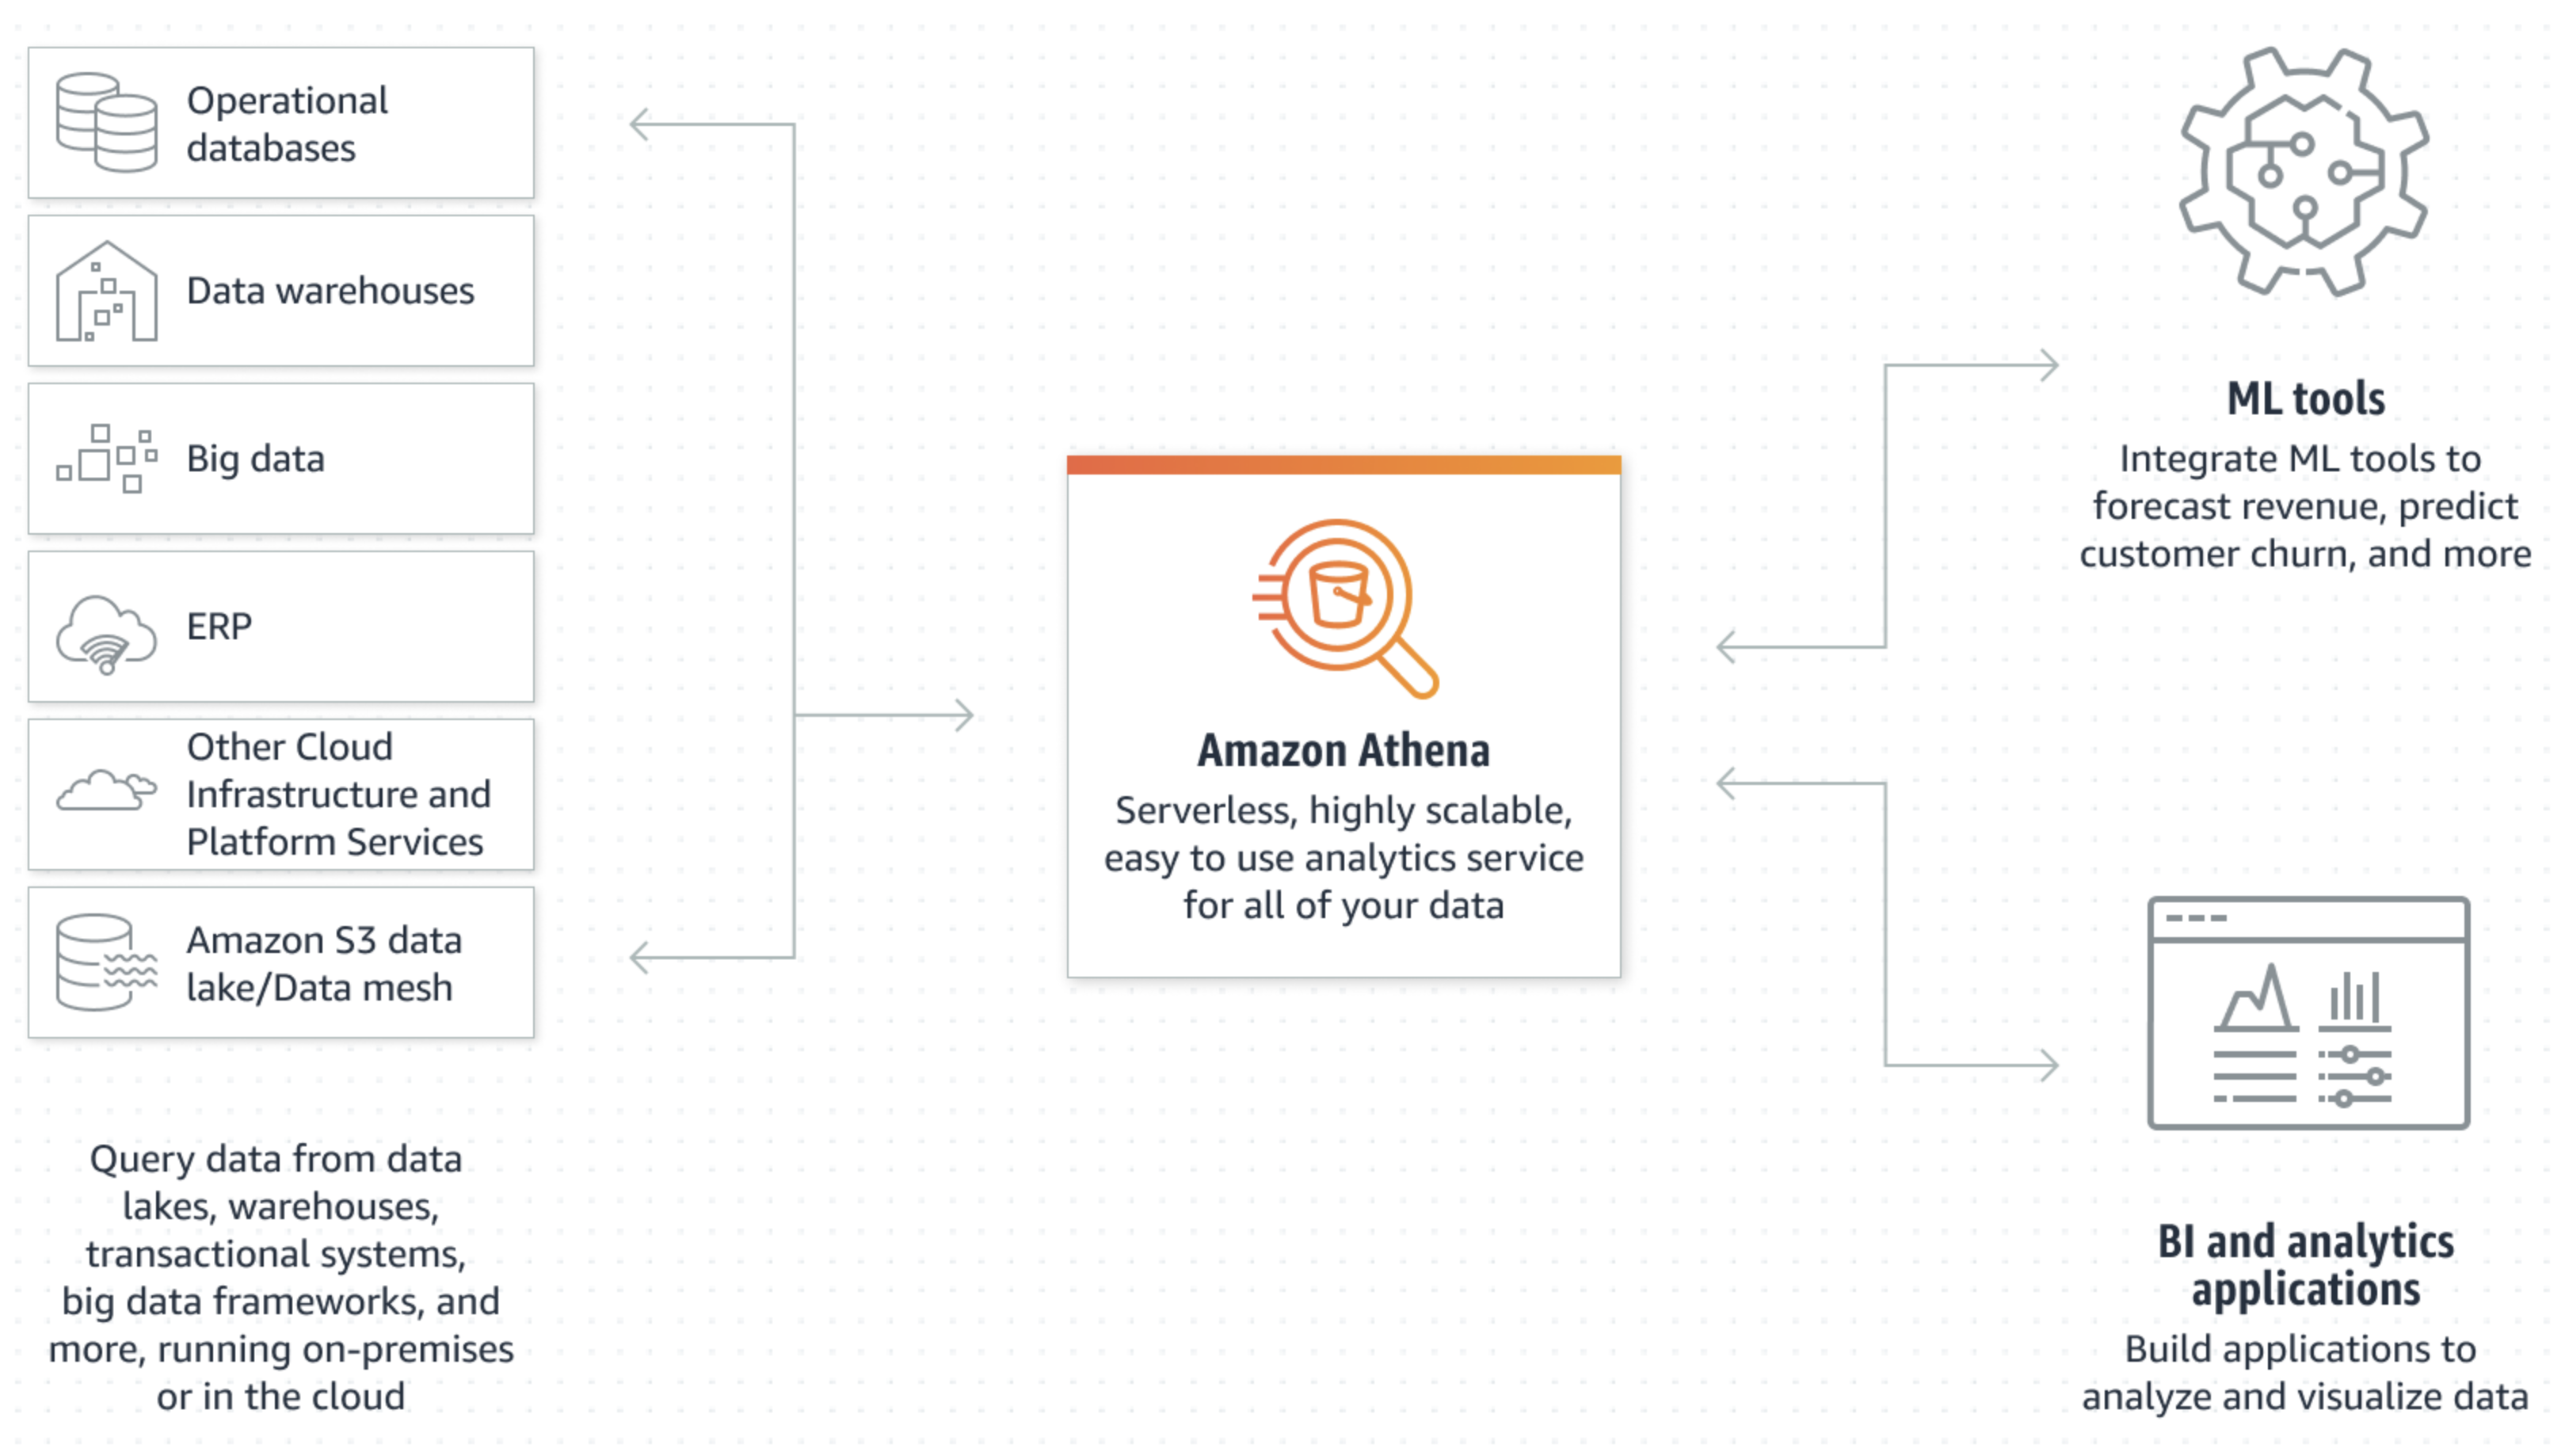 Operational
databases
Data warehouses
Big data
ERP
Other Cloud
Infrastructure and
Platform Services
Amazon S3 data
lake/Data mesh
Query data from data
lakes, warehouses,
transactional systems,
big data frameworks, and
more, running on-premises
or in the cloud
Amazon Athena
Serverless, highly scalable,
easy to use analytics service
for all of your data
ML tools
Integrate ML tools to
forecast revenue, predict
customer churn, and more
BI and analytics
applications
Build applications to
analyze and visualize data